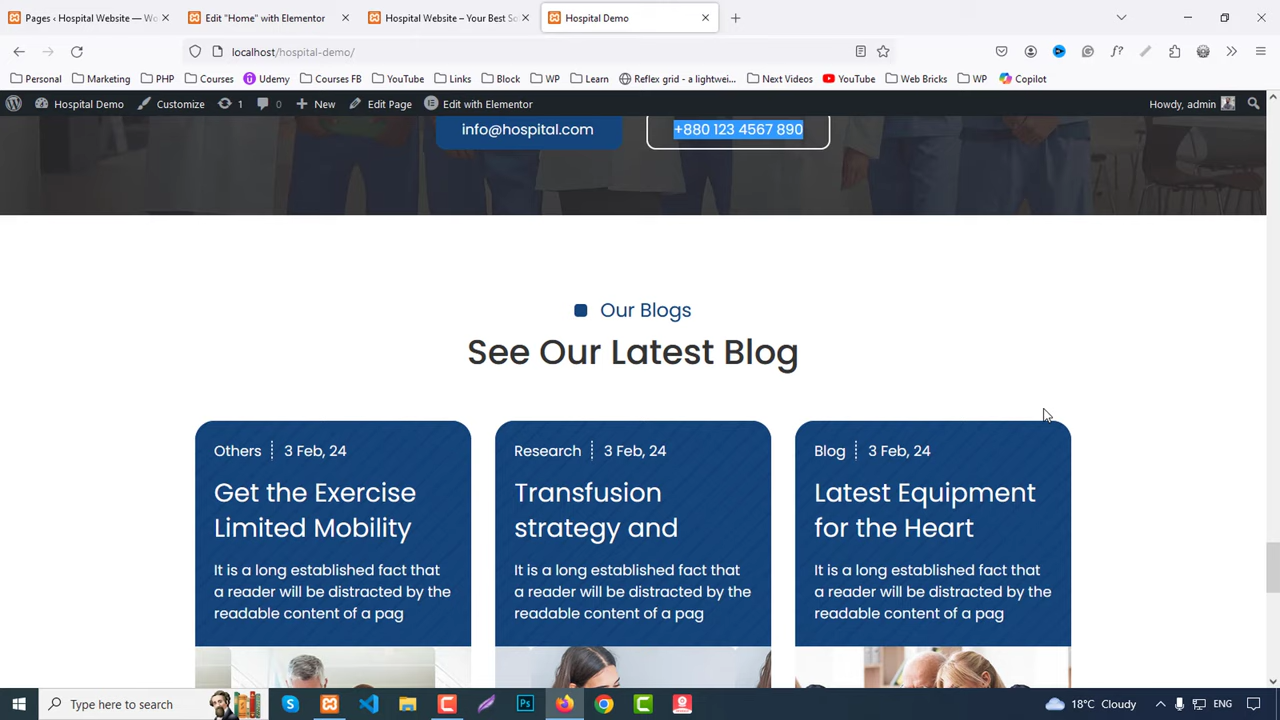 Pages ‹ Hospital Website — Wo
Edit "Home" with Elementor
Hospital Website – Your Best So
Hospital Demo
localhost/hospital-demo/
Personal
Marketing
PHP
Courses
Udemy
Courses FB
YouTube
Links
Block
WP
Learn
Reflex grid - a lightwei...
Next Videos
YouTube
Web Bricks
WP
Copilot
Hospital Demo
Customize
1
0
New
Edit Page
Edit with Elementor
Howdy, admin
info@hospital.com
+880 123 4567 890
Our Blogs
See Our Latest Blog
Others
3 Feb, 24
Get the Exercise
Limited Mobility
It is a long established fact that
a reader will be distracted by the
readable content of a pag
Research
3 Feb, 24
Transfusion
strategy and
It is a long established fact that
a reader will be distracted by the
readable content of a pag
Blog
3 Feb, 24
Latest Equipment
for the Heart
It is a long established fact that
a reader will be distracted by the
readable content of a pag
Type here to search
Ps
18°C Cloudy
ENG